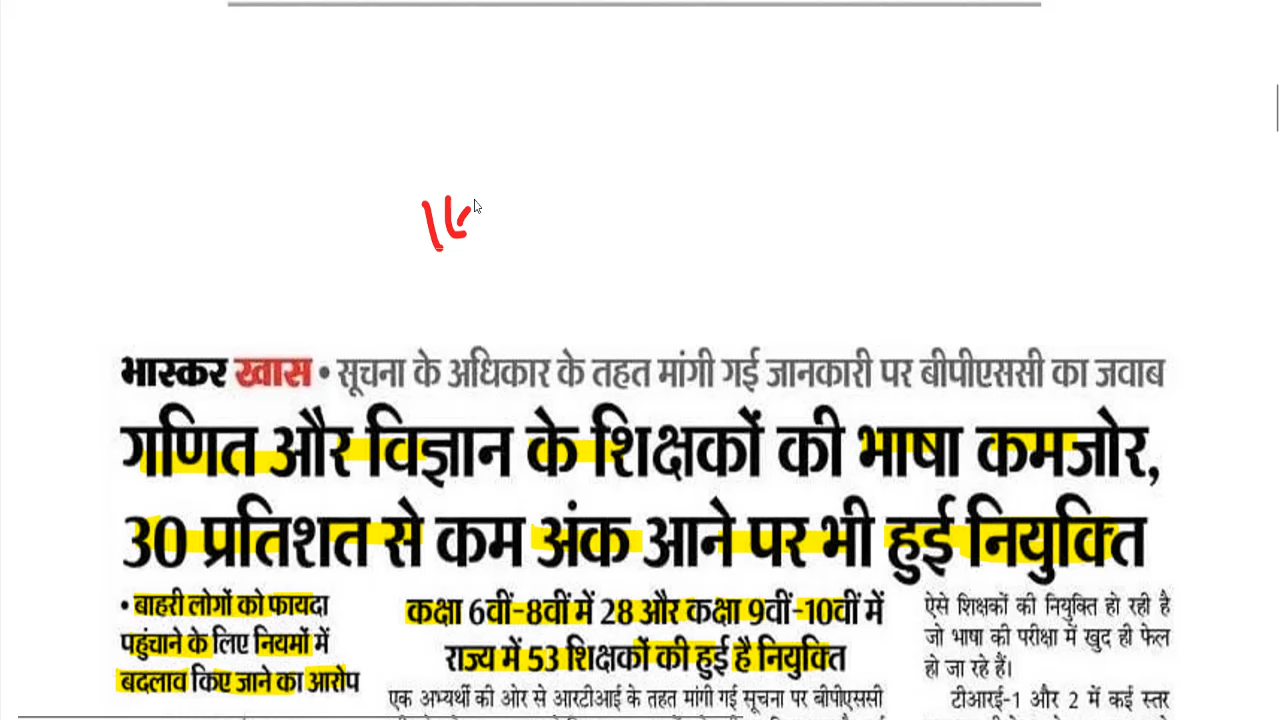 भास्कर खास • सूचना के अधिकार के तहत मांगी गई जानकारी पर बीपीएससी का जवाब
गणित और विज्ञान के शिक्षकों की भाषा कमजोर,
30 प्रतिशत से कम अंक आने पर भी हुई नियुक्ति
• बाहरी लोगों को फायदा
पहुंचाने के लिए नियमों में
बदलाव किए जाने का आरोप
कक्षा 6वीं-8वीं में 28 और कक्षा 9वीं-10वीं में
राज्य में 53 शिक्षकों की हुई है नियुक्ति
एक अभ्यर्थी की ओर से आरटीआई के तहत मांगी गई सूचना पर बीपीएससी
ऐसे शिक्षकों की नियुक्ति हो रही है
जो भाषा की परीक्षा में खुद ही फेल
हो जा रहे हैं।
टीआरई-1 और 2 में कई स्तर